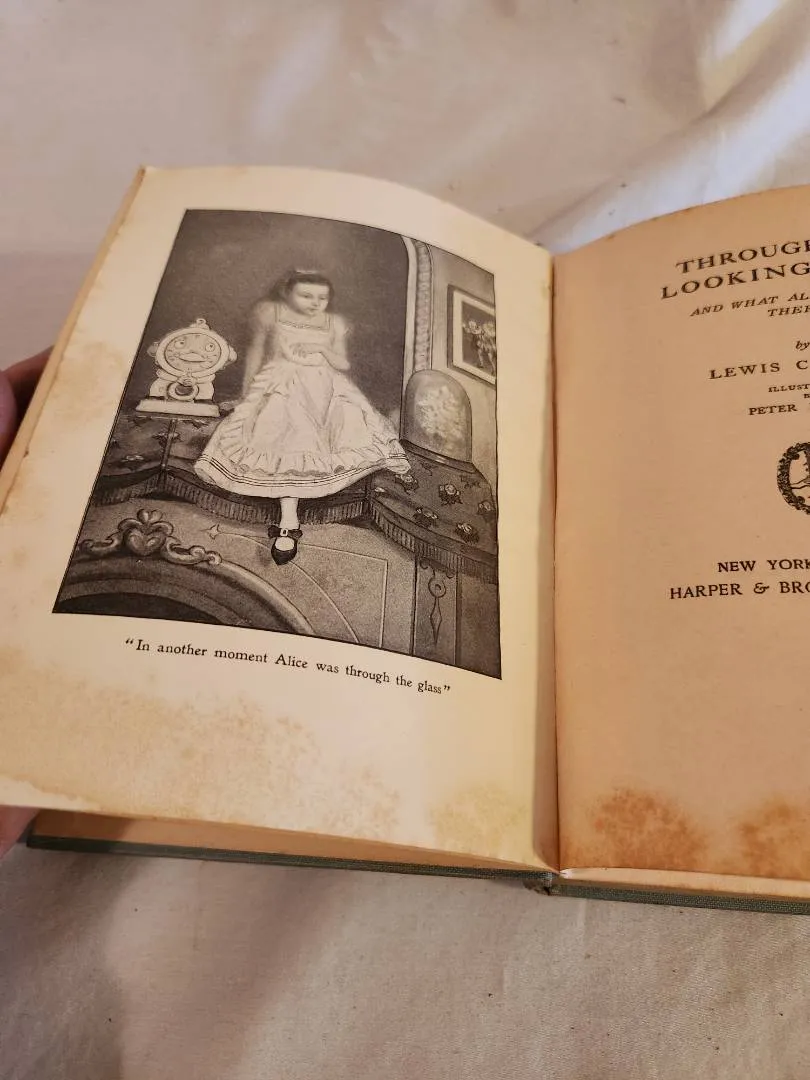 "In another moment Alice was through the glass"
THROUGH
LOOKING
AND WHAT AL
THER
by
LEWIS C
ILLUST
B
PETER
NEW YORK
HARPER & BRO